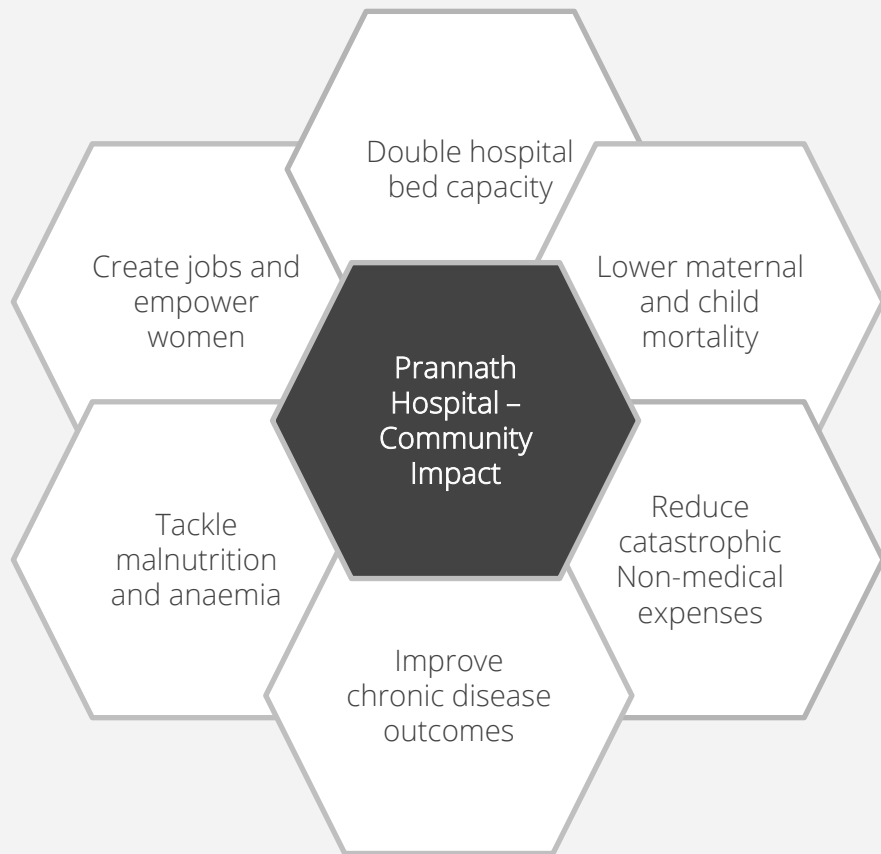 Double hospital
bed capacity
Create jobs and
empower
women
Lower maternal
and child
mortality
Prannath
Hospital –
Community
Impact
Tackle
malnutrition
and anaemia
Reduce
catastrophic
Non-medical
expenses
Improve
chronic disease
outcomes